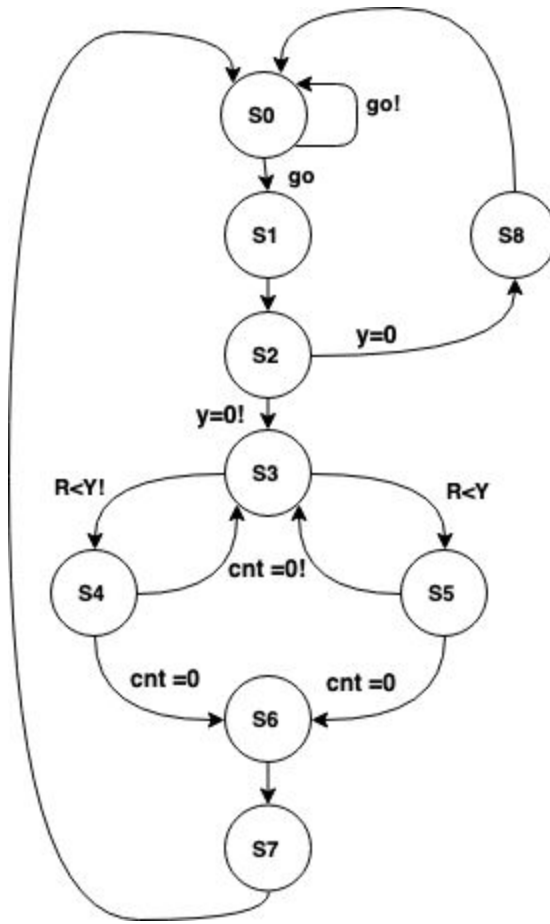 S0
go!
go
S1
S8
S2
y=0
y=0!
S3
R<Y!
R<Y
cnt =0!
S4
S5
cnt =0
cnt =0
S6
S7